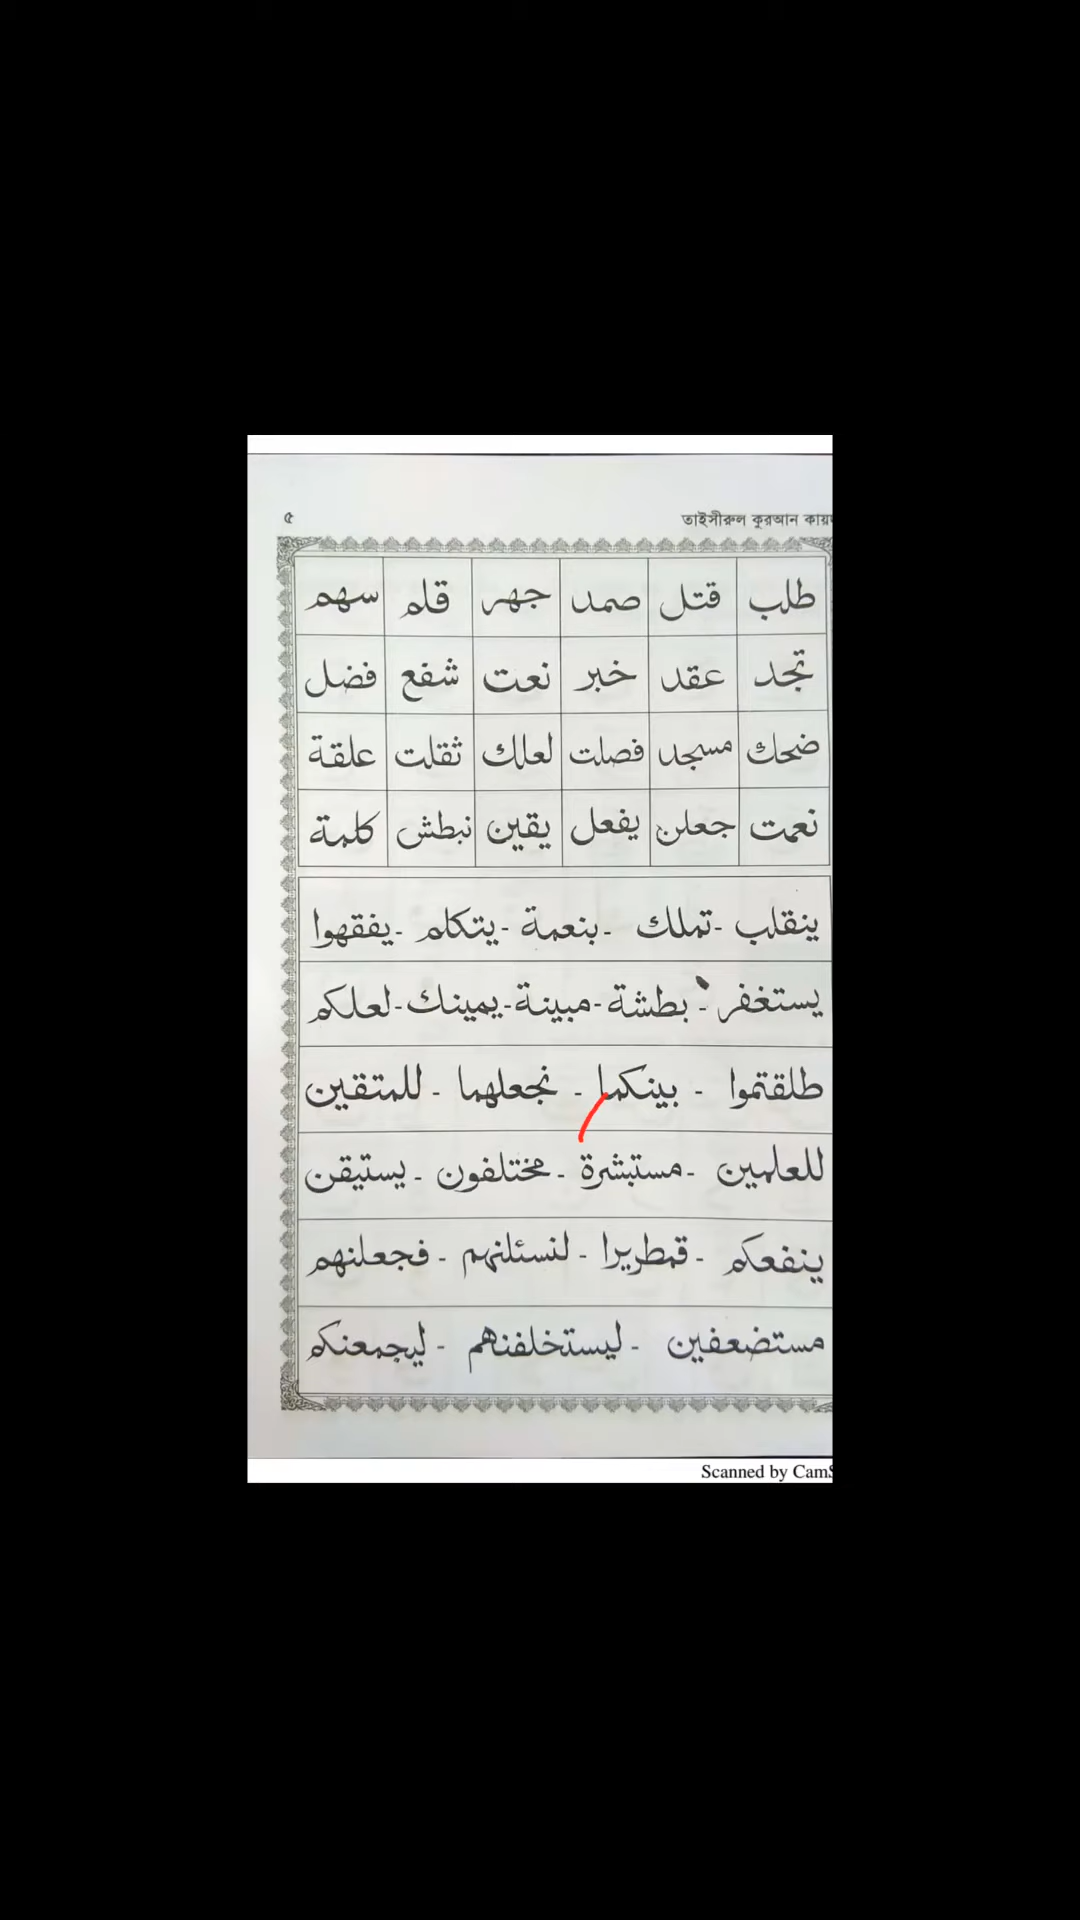 তাইসীরুল কুরআন ৫
طلب قتل صمد جهر قلم سهم
تجد عقد خبر نعت شفع فضل
ضحك مسجد فصلت لعلك ثقلت علقة
نعمت جعلن يفعل يقين نبطش كلمة
ينقلب - تملك - بنعمة - يتكلم - يفقهوا
يستغفر - بطشة - مبينة - يمينك - لعلكم
طلقتموا - بينكما - نجعلهما - للمتقين
للعلمين - مستبشرة - مختلفون - يستيقن
ينفعكم - قمطريرا - لنسئلنهم - فجعلنهم
مستضعفين - ليستخلفنهم - ليجمعنكم
Scanned by